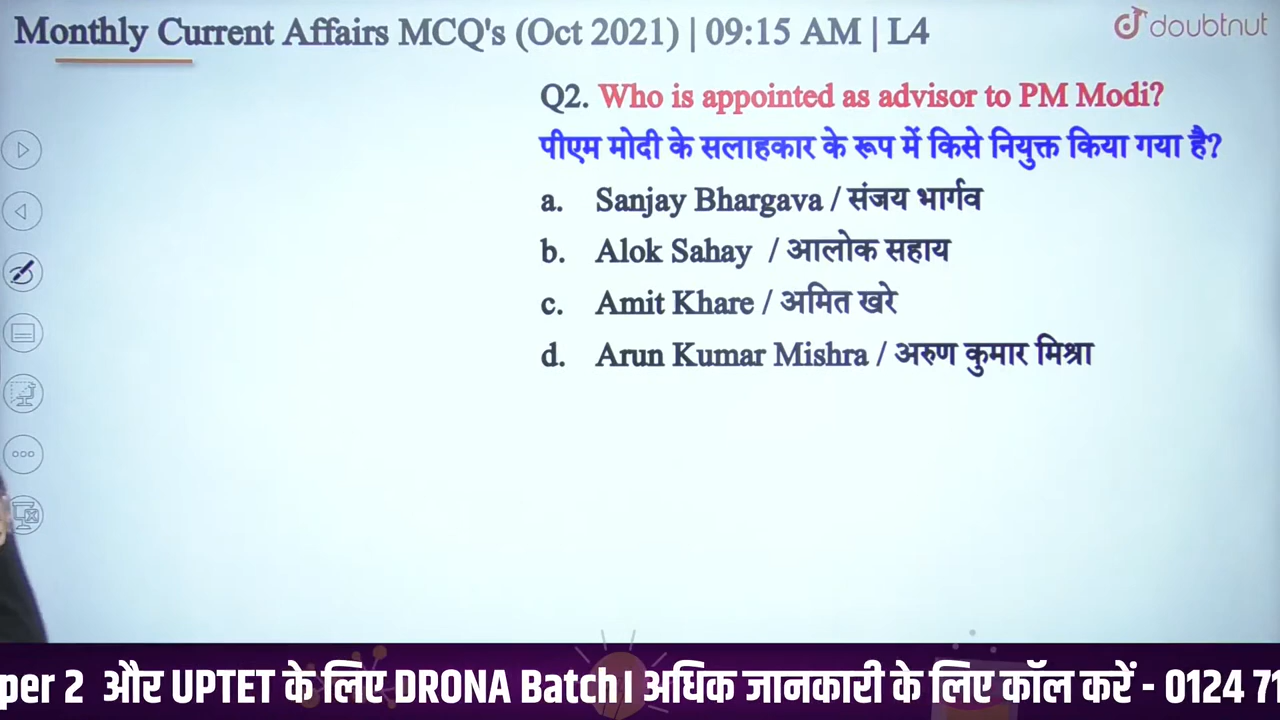 Monthly Current Affairs MCQ's (Oct 2021) | 09:15 AM | L4
doubtnut
Q2. Who is appointed as advisor to PM Modi?
पीएम मोदी के सलाहकार के रूप में किसे नियुक्त किया गया है?
a. Sanjay Bhargava / संजय भार्गव
b. Alok Sahay / आलोक सहाय
c. Amit Khare / अमित खरे
d. Arun Kumar Mishra / अरुण कुमार मिश्रा
per 2 और UPTET के लिए DRONA Batch। अधिक जानकारी के लिए कॉल करें - 0124 71